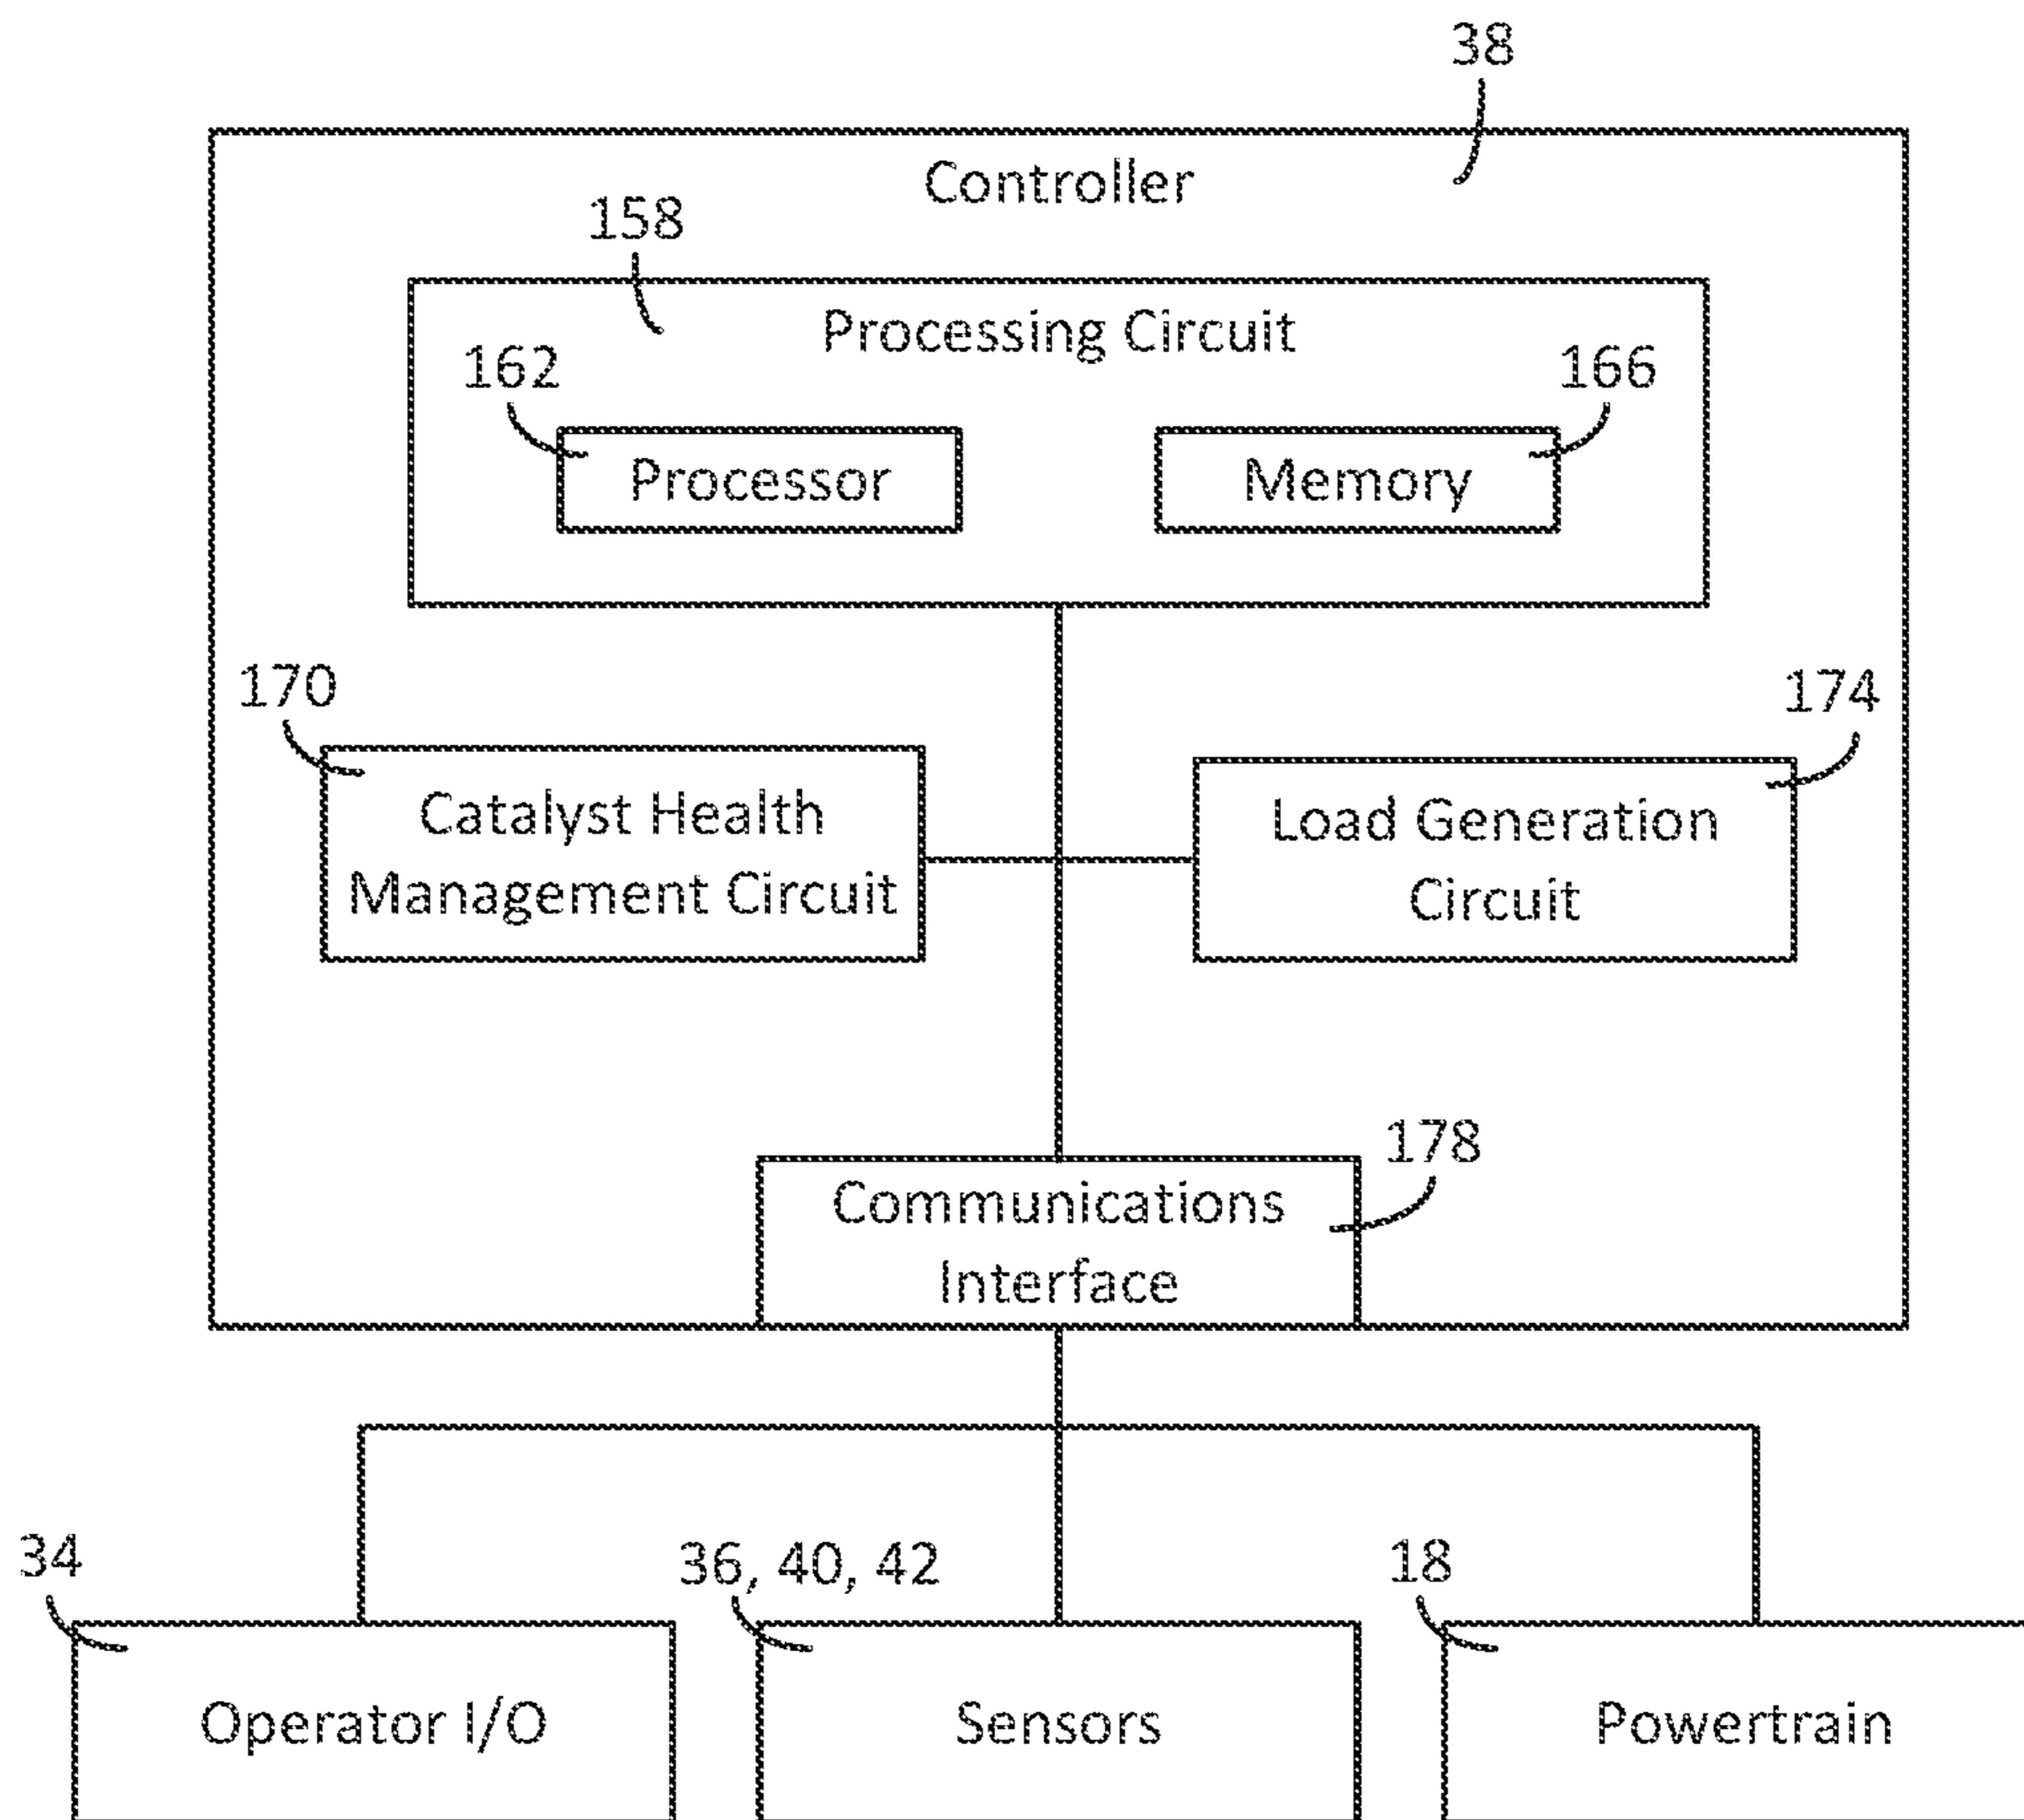 38
Controller
158
Processing Circuit
162
166
Processor
Memory
170
174
Catalyst Health
Management Circuit
Load Generation
Circuit
178
Communications
Interface
34
36, 40, 42
18
Operator I/O
Sensors
Powertrain